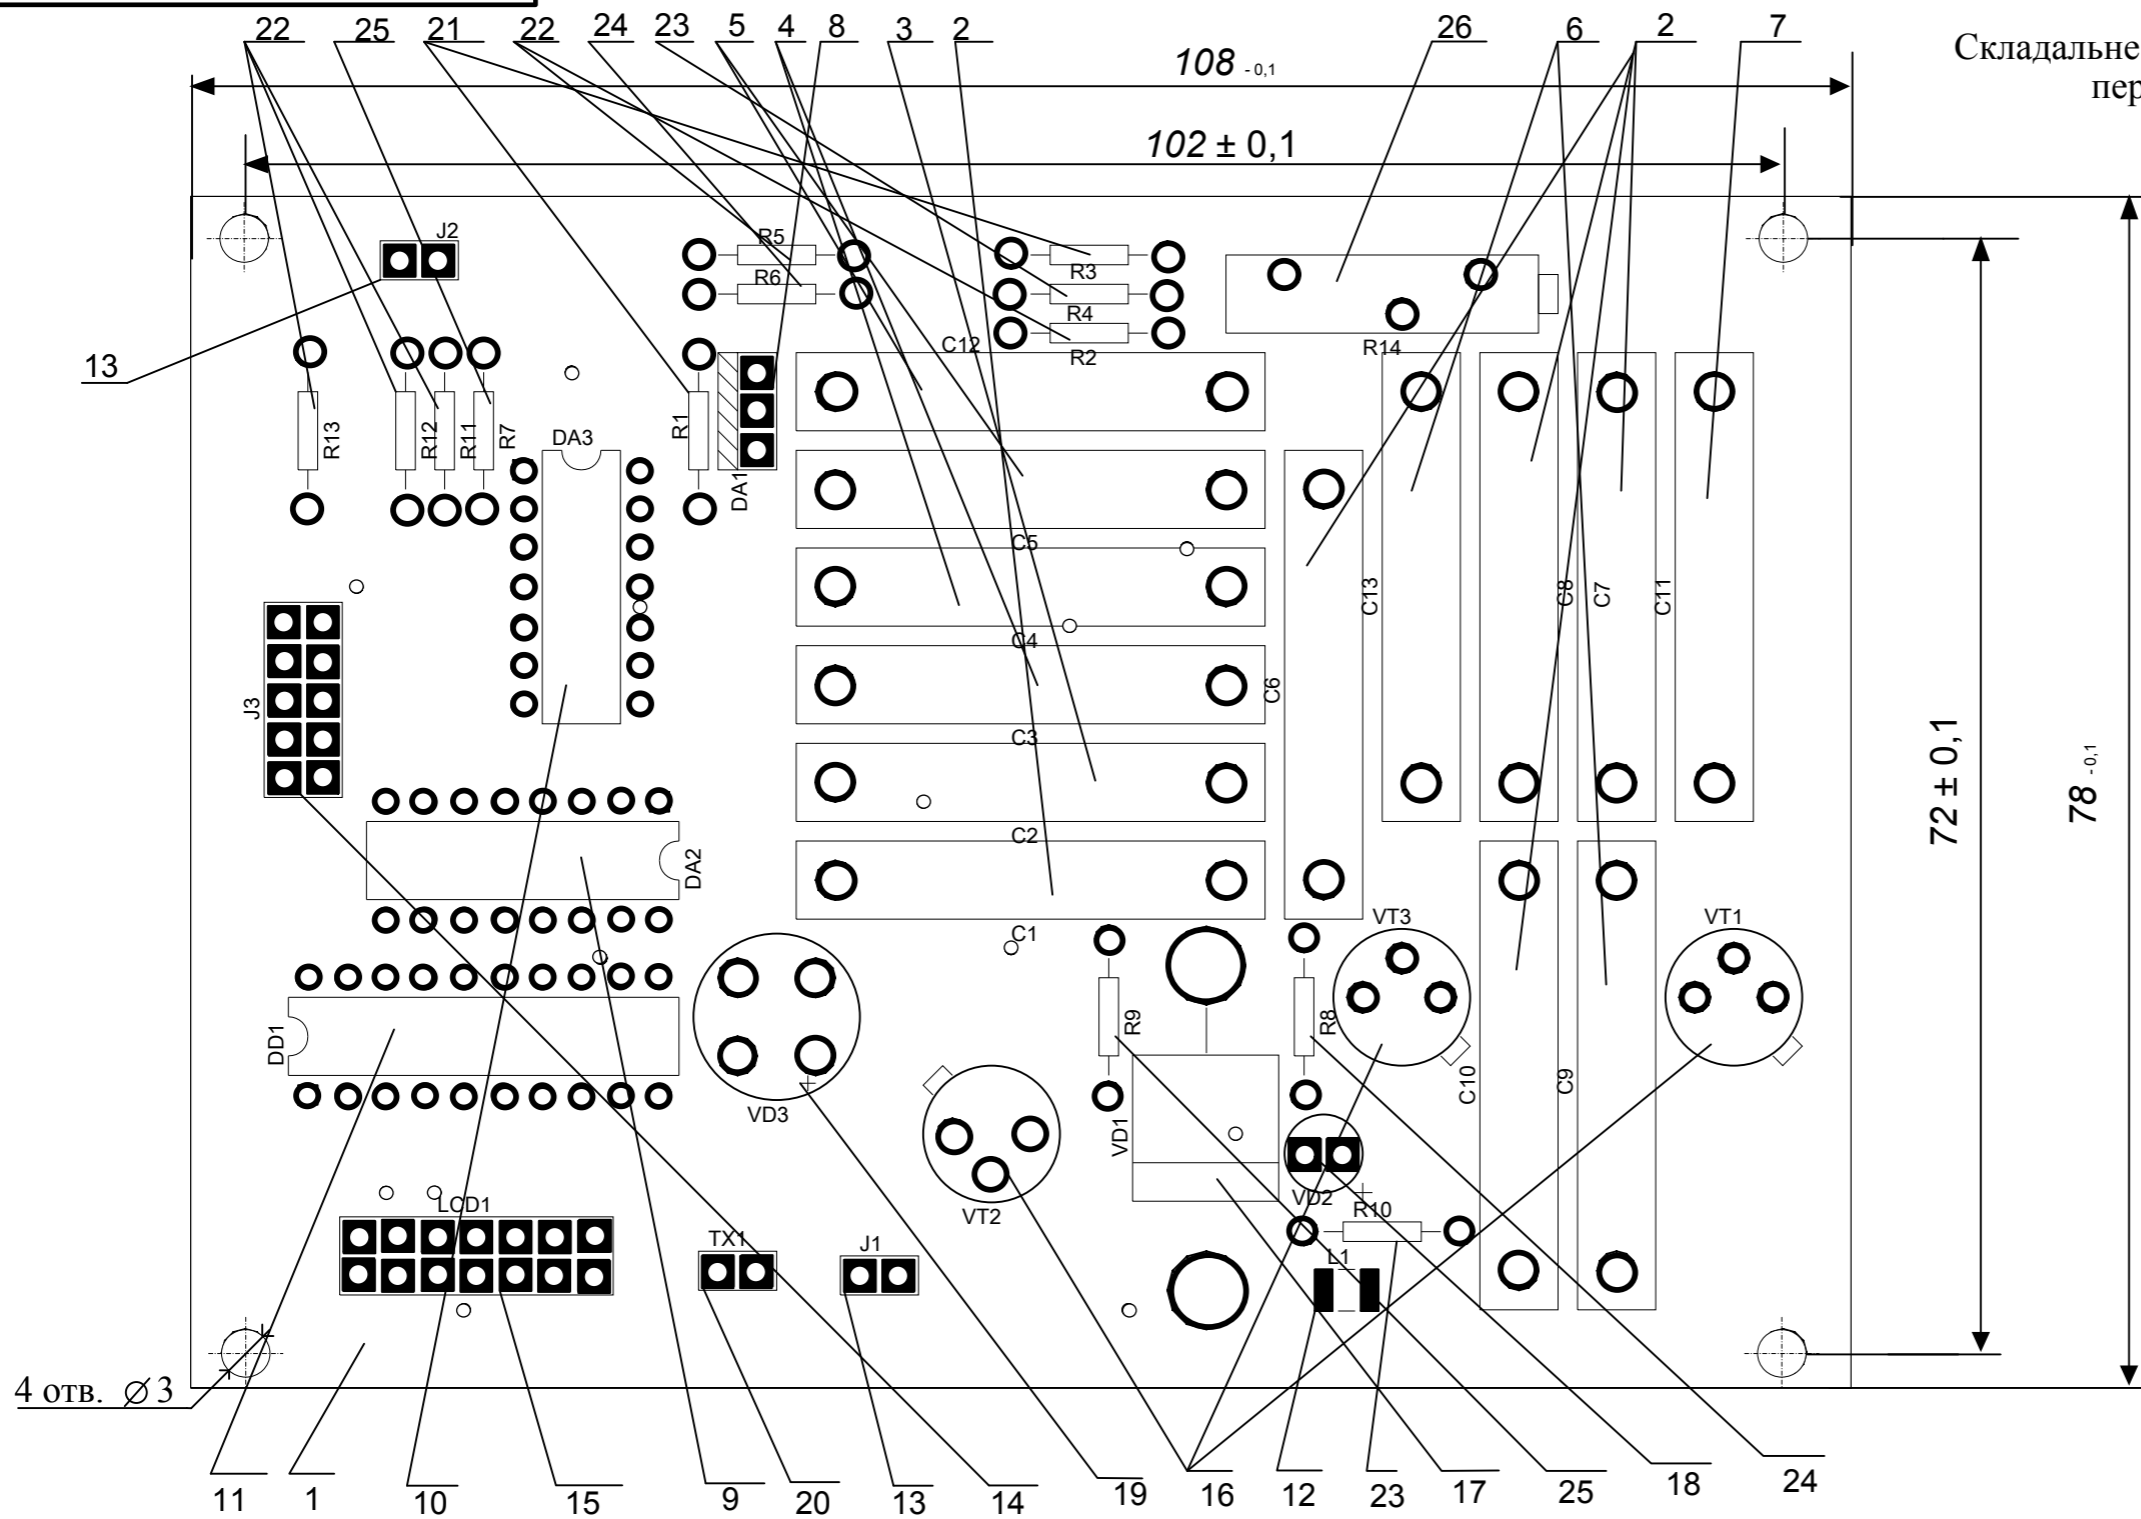 22 25 21 22 24 23 5 4 8 3 2 26 6 2 7
Складальне
пер
108 - 0,1
102 ± 0,1
J2
R5
R6
R3
R4
R2
R14
C12
13
R13
R12
R11
R7
DA3
R1
DA1
C5
C4
C3
C2
C1
C6
C13
C8
C7
C11
72 ± 0,1
78 - 0,1
J3
DA2
DD1
VD3
VT2
R9
R8
VT3
VT1
VD1
VD2
C10
C9
R10
L1
LCD1
TX1
J1
4 отв. ⌀ 3
11 1 10 15 9 20 13 14 19 16 12 23 17 25 18 24